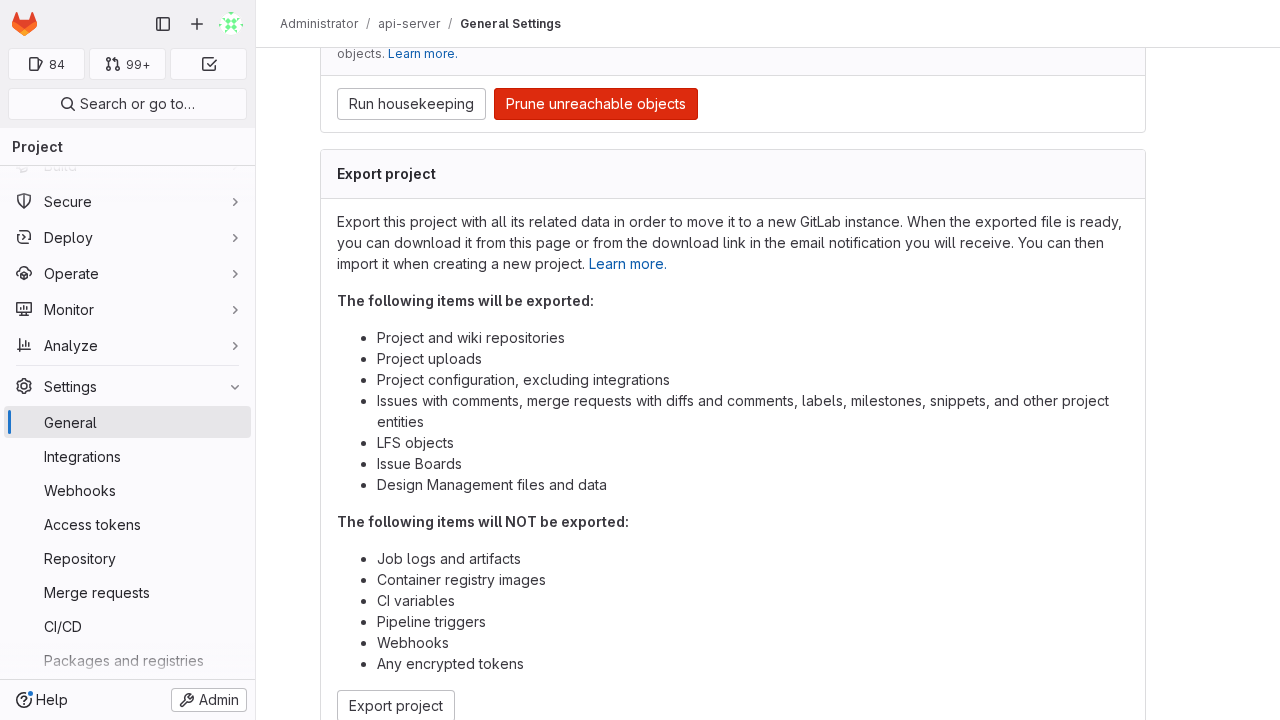 Administrator / api-server / General Settings
84
99+
Search or go to…
Project
Build
Secure
Deploy
Operate
Monitor
Analyze
Settings
General
Integrations
Webhooks
Access tokens
Repository
Merge requests
CI/CD
Packages and registries
Help
Admin
objects. Learn more.
Run housekeeping
Prune unreachable objects
Export project
Export this project with all its related data in order to move it to a new GitLab instance. When the exported file is ready,
you can download it from this page or from the download link in the email notification you will receive. You can then
import it when creating a new project. Learn more.
The following items will be exported:
Project and wiki repositories
Project uploads
Project configuration, excluding integrations
Issues with comments, merge requests with diffs and comments, labels, milestones, snippets, and other project
entities
LFS objects
Issue Boards
Design Management files and data
The following items will NOT be exported:
Job logs and artifacts
Container registry images
CI variables
Pipeline triggers
Webhooks
Any encrypted tokens
Export project